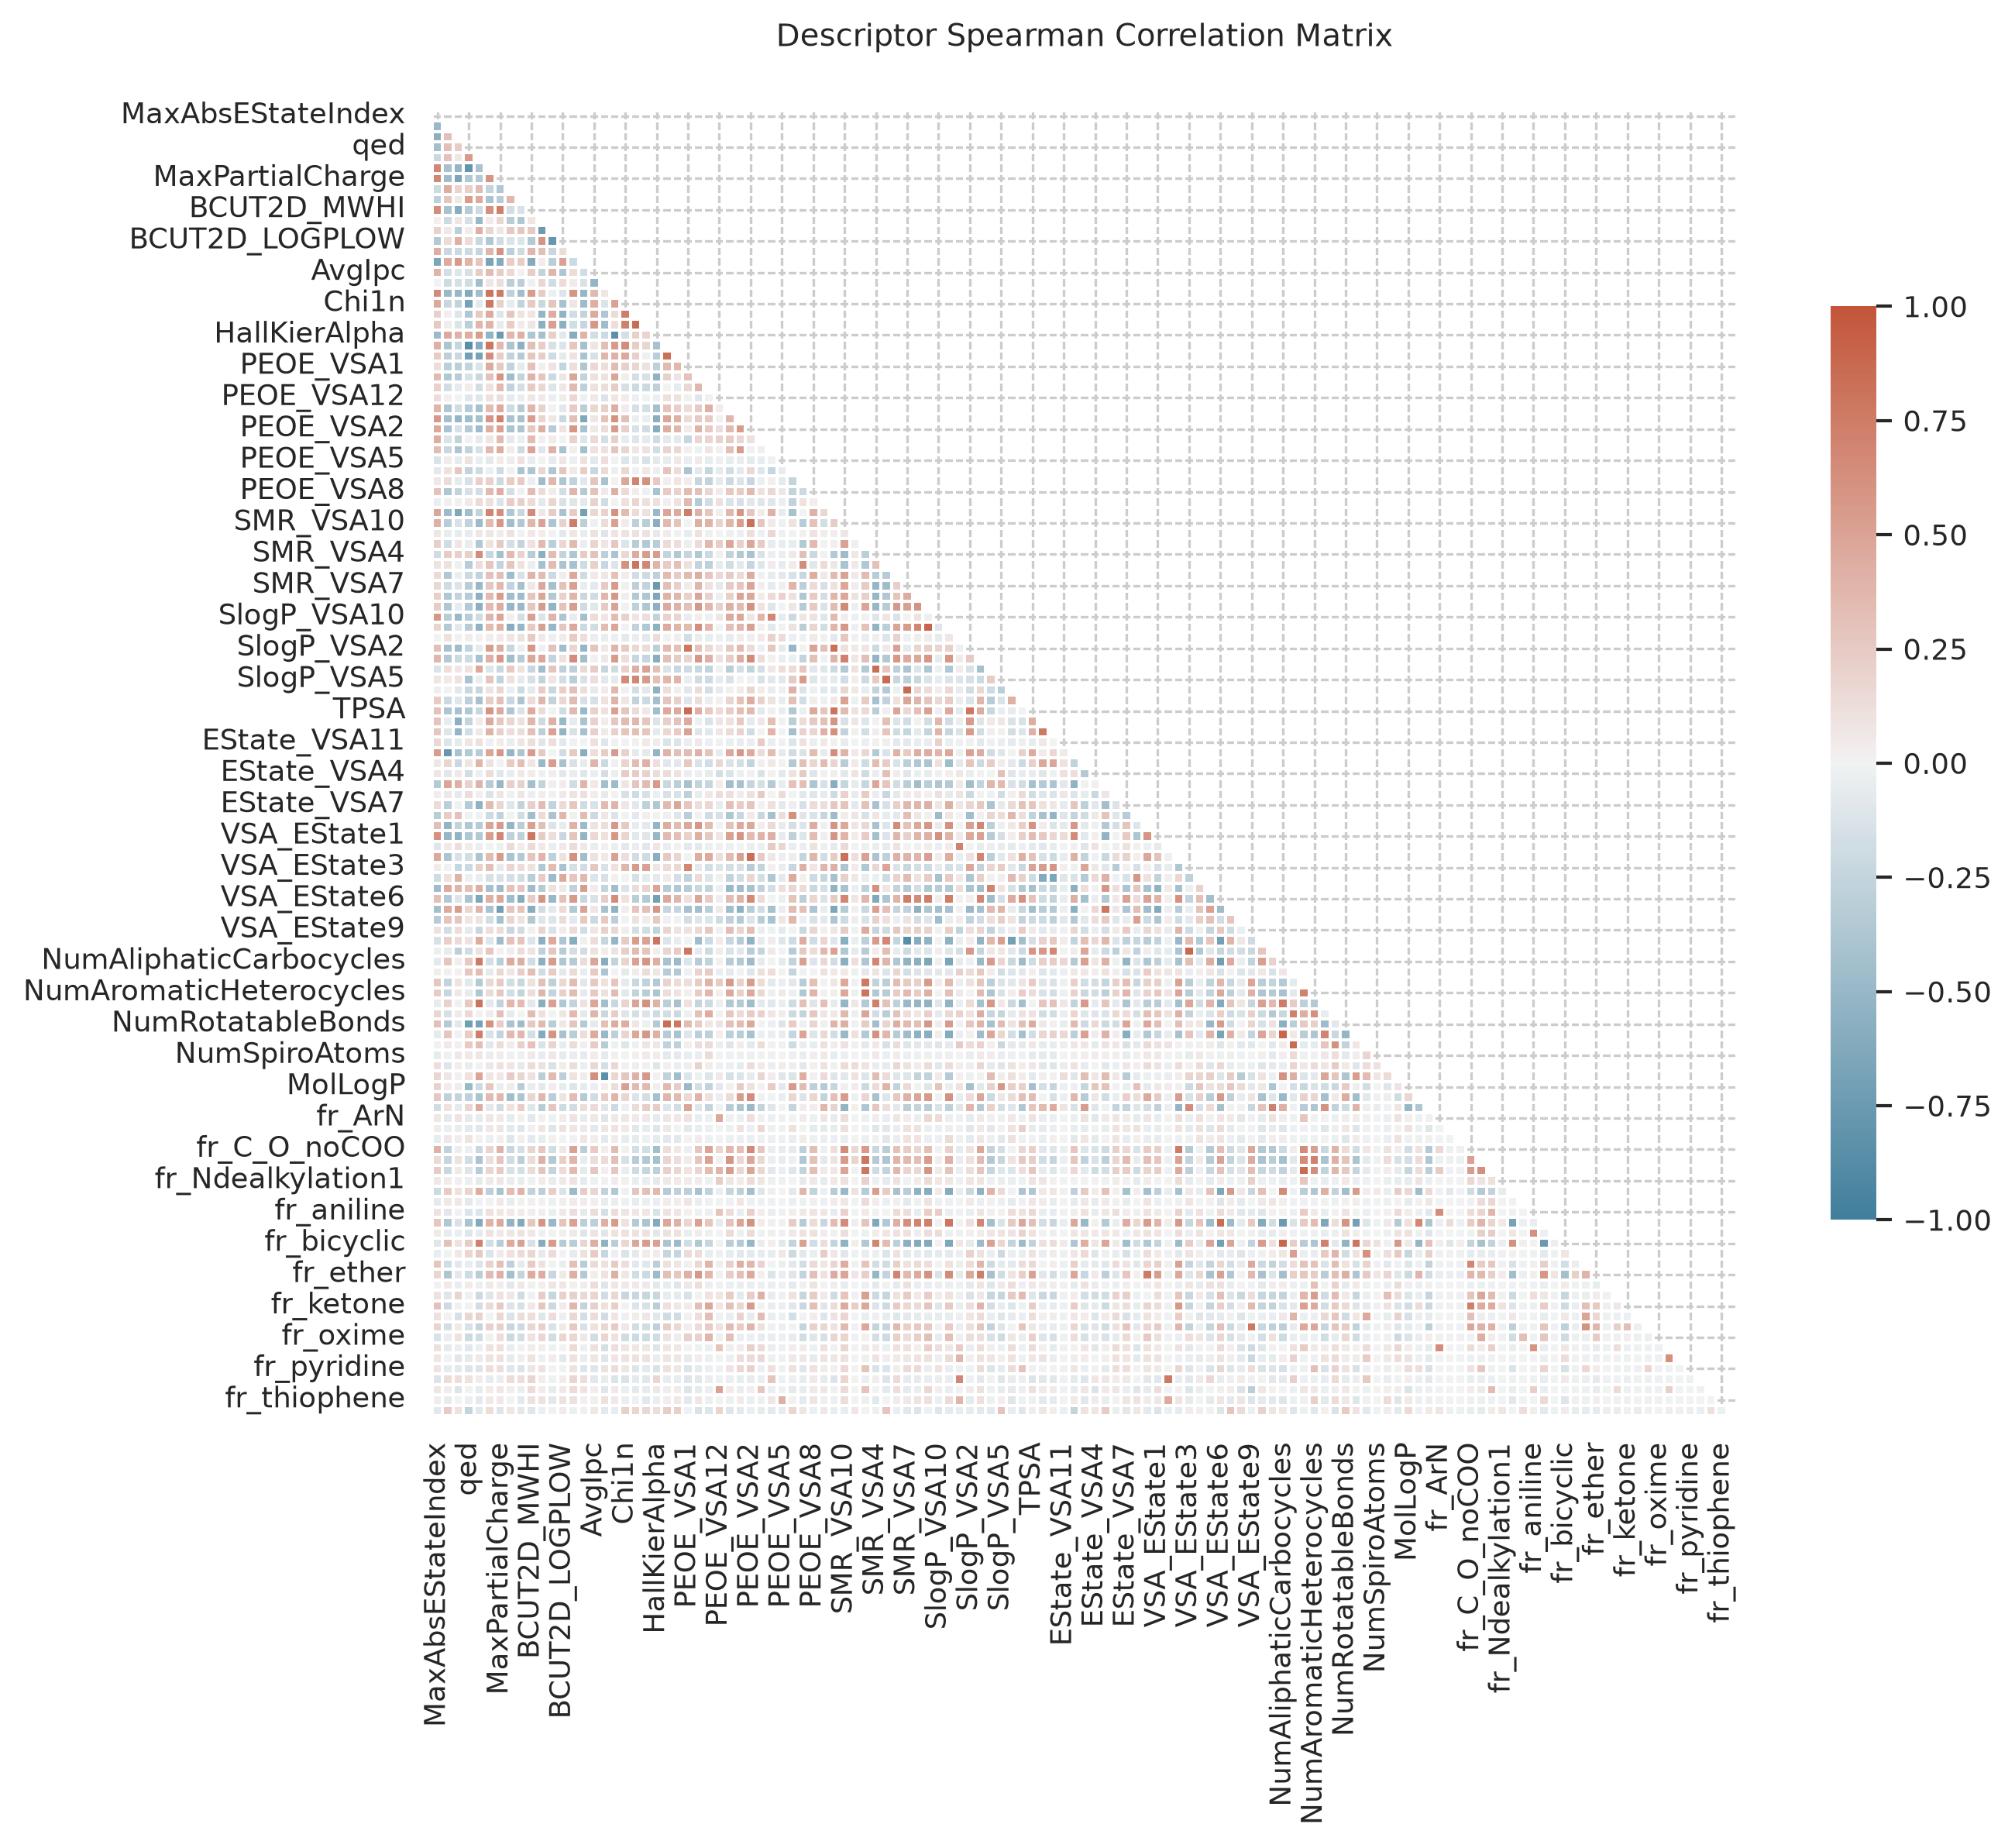 Descriptor Spearman Correlation Matrix
MaxAbsEStateIndex
qed
MaxPartialCharge
BCUT2D_MWHI
BCUT2D_LOGPLOW
AvgIpc
Chi1n
HallKierAlpha
PEOE_VSA1
PEOE_VSA12
PEOE_VSA2
PEOE_VSA5
PEOE_VSA8
SMR_VSA10
SMR_VSA4
SMR_VSA7
SlogP_VSA10
SlogP_VSA2
SlogP_VSA5
TPSA
EState_VSA11
EState_VSA4
EState_VSA7
VSA_EState1
VSA_EState3
VSA_EState6
VSA_EState9
NumAliphaticCarbocycles
NumAromaticHeterocycles
NumRotatableBonds
NumSpiroAtoms
MolLogP
fr_ArN
fr_C_O_noCOO
fr_Ndealkylation1
fr_aniline
fr_bicyclic
fr_ether
fr_ketone
fr_oxime
fr_pyridine
fr_thiophene
MaxAbsEStateIndex
qed
MaxPartialCharge
BCUT2D_MWHI
BCUT2D_LOGPLOW
AvgIpc
Chi1n
HallKierAlpha
PEOE_VSA1
PEOE_VSA12
PEOE_VSA2
PEOE_VSA5
PEOE_VSA8
SMR_VSA10
SMR_VSA4
SMR_VSA7
SlogP_VSA10
SlogP_VSA2
SlogP_VSA5
TPSA
EState_VSA11
EState_VSA4
EState_VSA7
VSA_EState1
VSA_EState3
VSA_EState6
VSA_EState9
NumAliphaticCarbocycles
NumAromaticHeterocycles
NumRotatableBonds
NumSpiroAtoms
MolLogP
fr_ArN
fr_C_O_noCOO
fr_Ndealkylation1
fr_aniline
fr_bicyclic
fr_ether
fr_ketone
fr_oxime
fr_pyridine
fr_thiophene
1.00
0.75
0.50
0.25
0.00
−0.25
−0.50
−0.75
−1.00